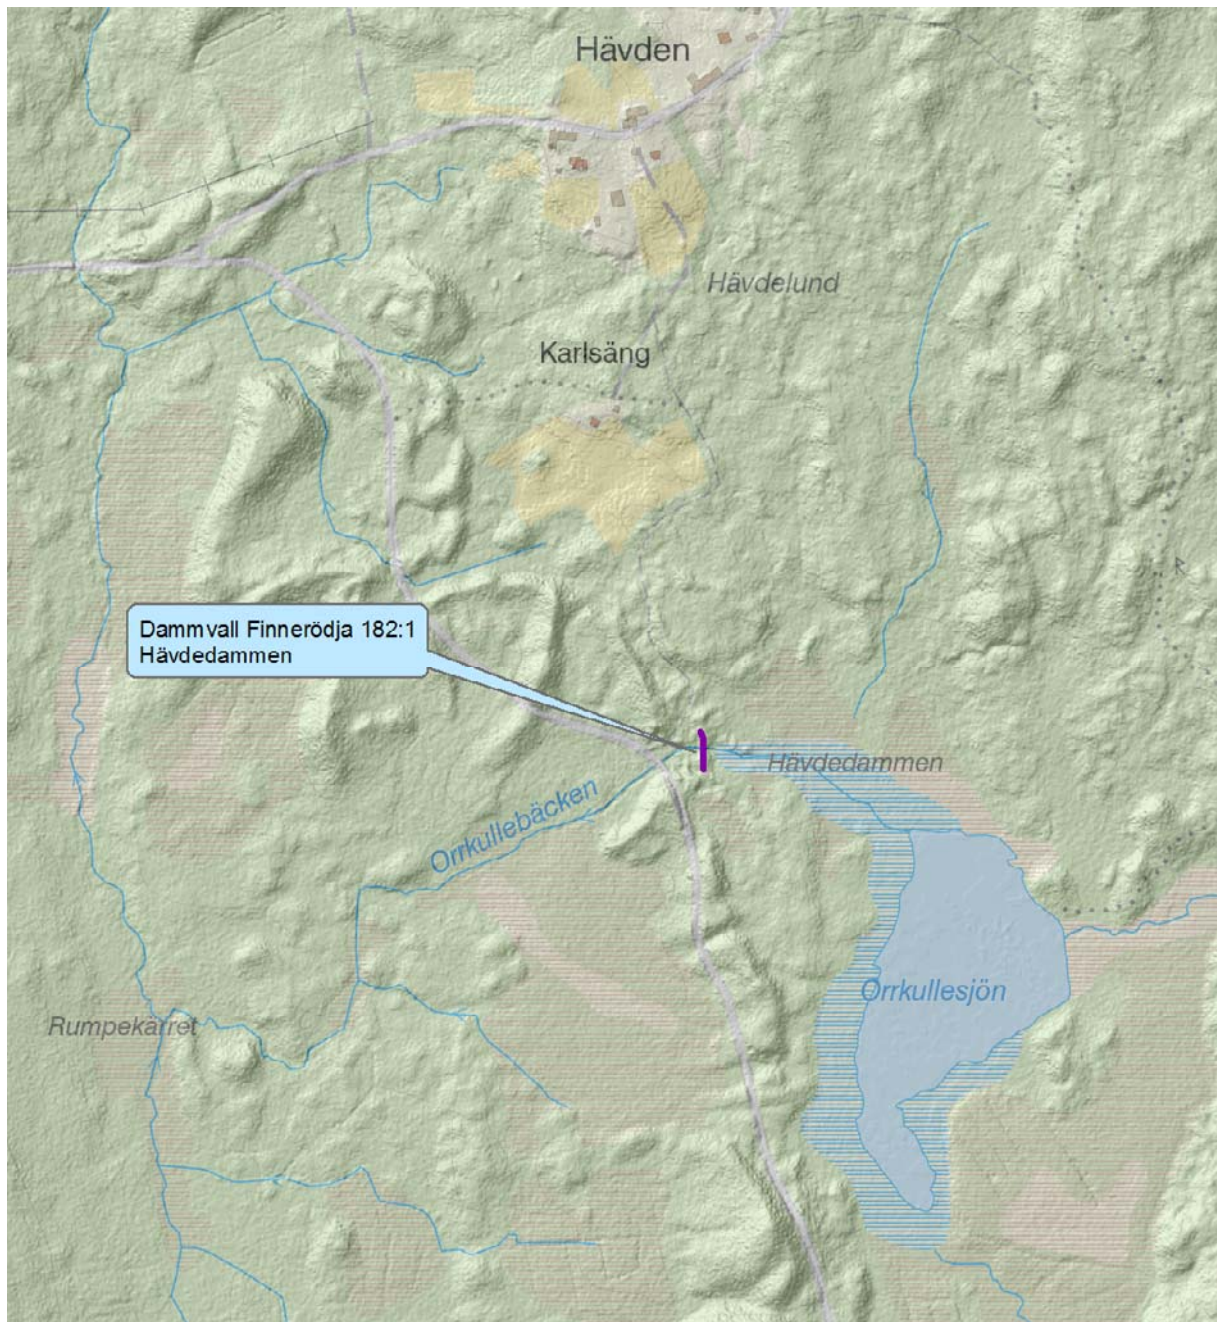 Hävden
Hävdelund
Karlsäng
Dammvall Finnerödja 182:1
Hävdedammen
Hävdedammen
Orrkullebäcken
Orrkullesjön
Rumpekärret